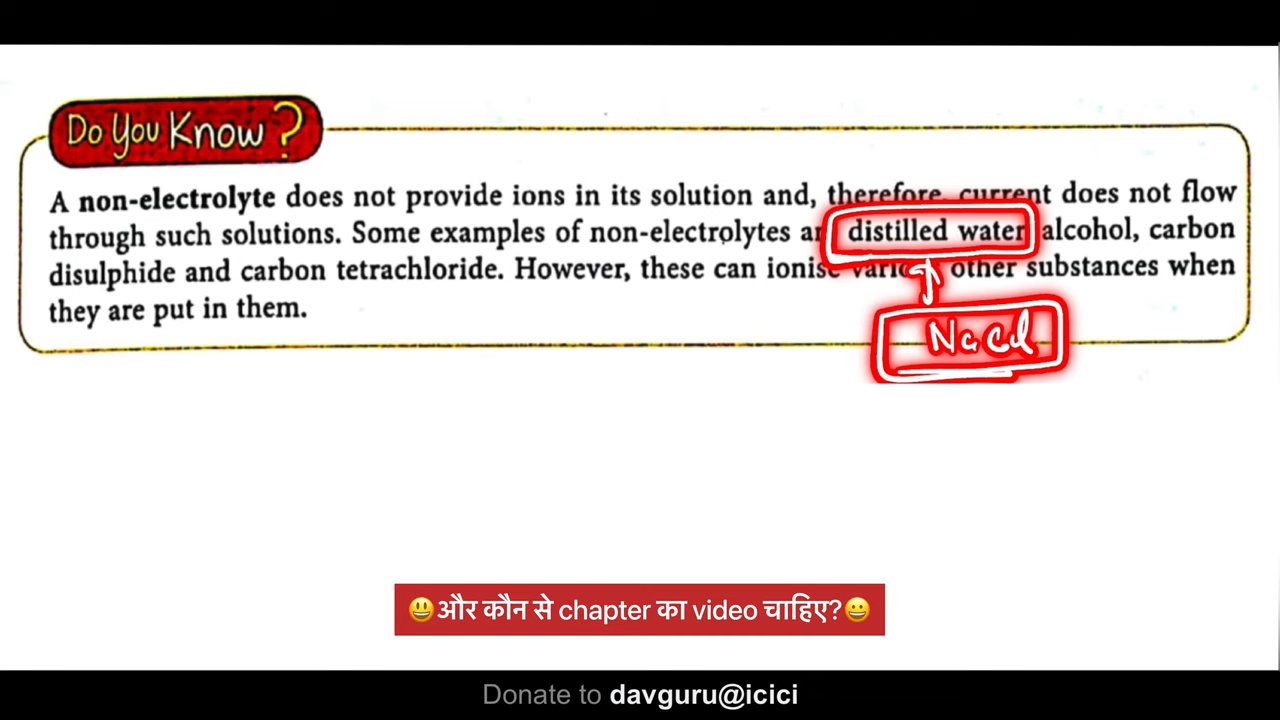 Do You Know?
A non-electrolyte does not provide ions in its solution and, therefore, current does not flow
through such solutions. Some examples of non-electrolytes distilled water alcohol, carbon
disulphide and carbon tetrachloride. However, these can ionise other substances when
they are put in them.
NaCl
😃और कौन से chapter का video चाहिए?😀
Donate to davguru@icici